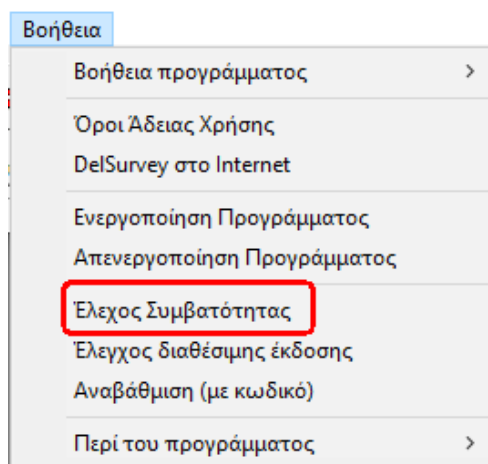 Βοήθεια
Βοήθεια προγράμματος
Όροι Άδειας Χρήσης
DelSurvey στο Internet
Ενεργοποίηση Προγράμματος
Απενεργοποίηση Προγράμματος
Έλεχος Συμβατότητας
Έλεγχος διαθέσιμης έκδοσης
Αναβάθμιση (με κωδικό)
Περί του προγράμματος